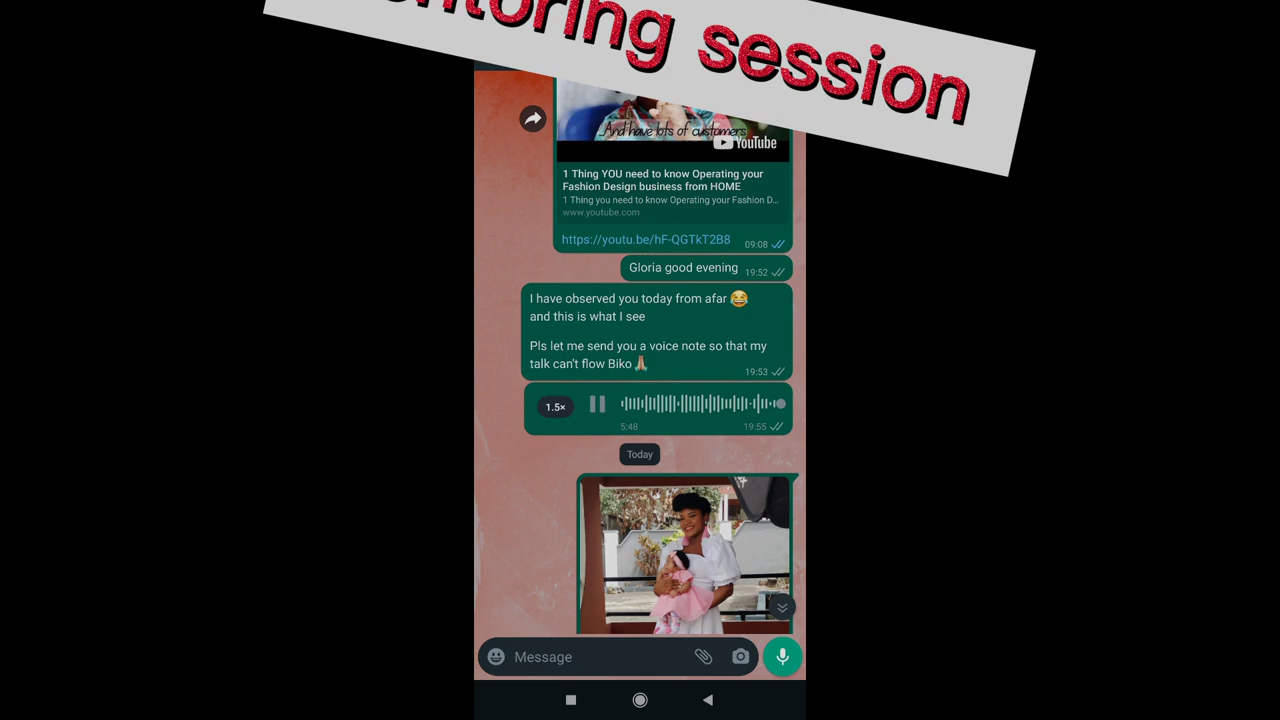 session
And have lots of customers
YouTube
1 Thing YOU need to know Operating your
Fashion Design business from HOME
1 Thing you need to know Operating your Fashion D...
www.youtube.com
https://youtu.be/hF-QGTkT2B8
09:08
Gloria good evening
19:52
I have observed you today from afar 😂
and this is what I see
Pls let me send you a voice note so that my
talk can't flow Biko🙏🏽
19:53
1.5×
5:48
19:55
Today
Message